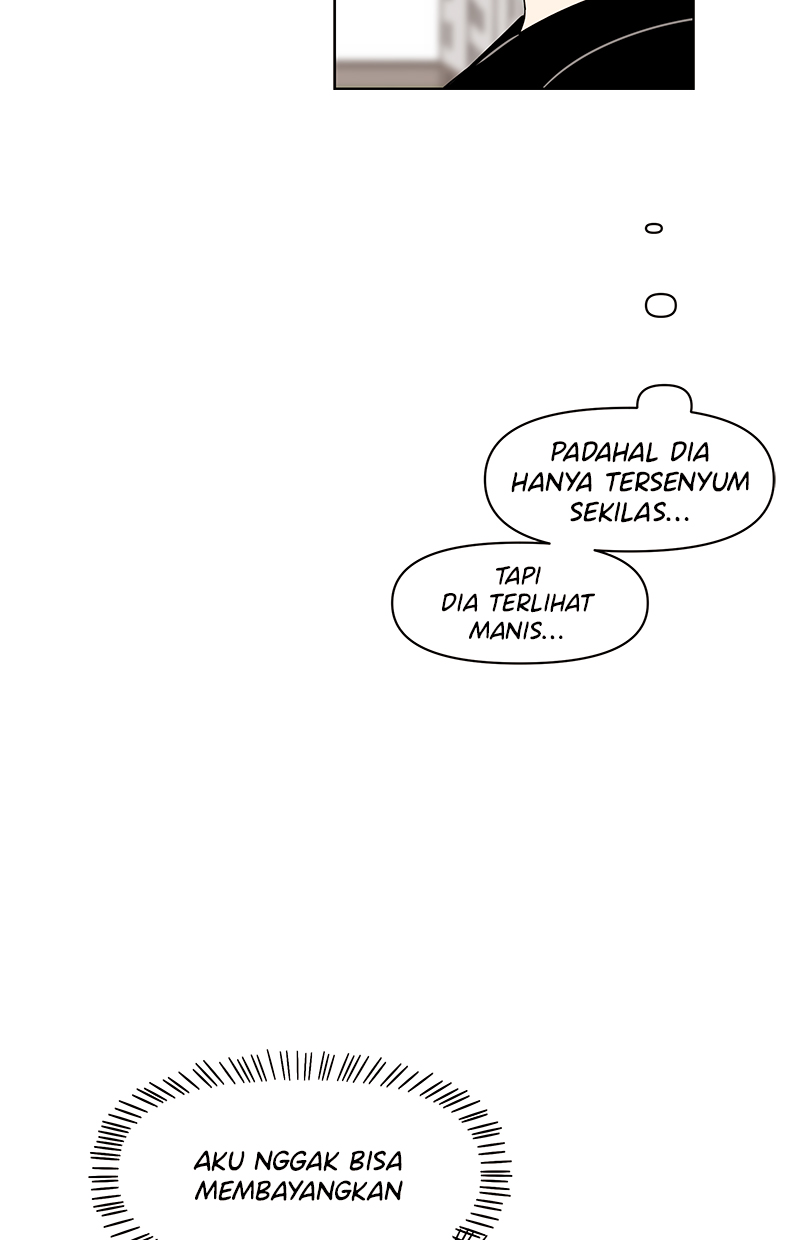 PADAHAL DIA
HANYA TERSENYUM
SEKILAS...
TAPI
DIA TERLIHAT
MANIS...
AKU NGGAK BISA
MEMBAYANGKAN